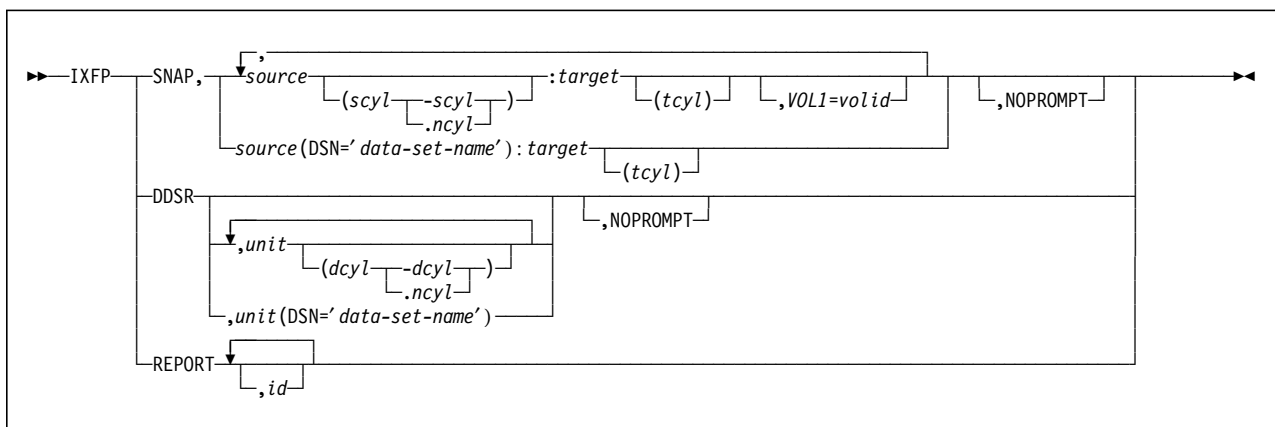 ,
IXFP SNAP, source :target
(scyl -scyl ) (tcyl) ,VOL1=volid ,NOPROMPT
.ncyl
source(DSN='data-set-name'):target
(tcyl)
DDSR
,NOPROMPT
,unit
(dcyl -dcyl )
.ncyl
,unit(DSN='data-set-name')
REPORT
,id